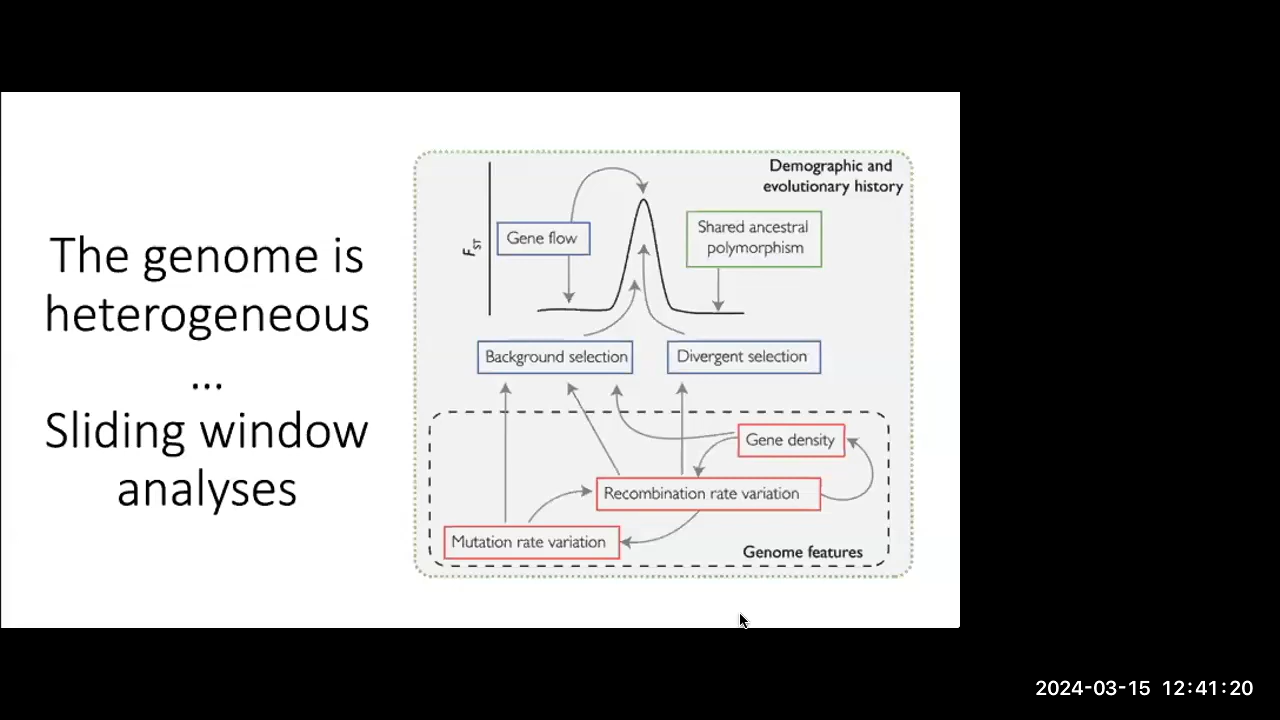 The genome is
heterogeneous
...
Sliding window
analyses
Demographic and
evolutionary history
FST
Gene flow
Shared ancestral
polymorphism
Background selection
Divergent selection
Gene density
Recombination rate variation
Mutation rate variation
Genome features
2024-03-15 12:41:20